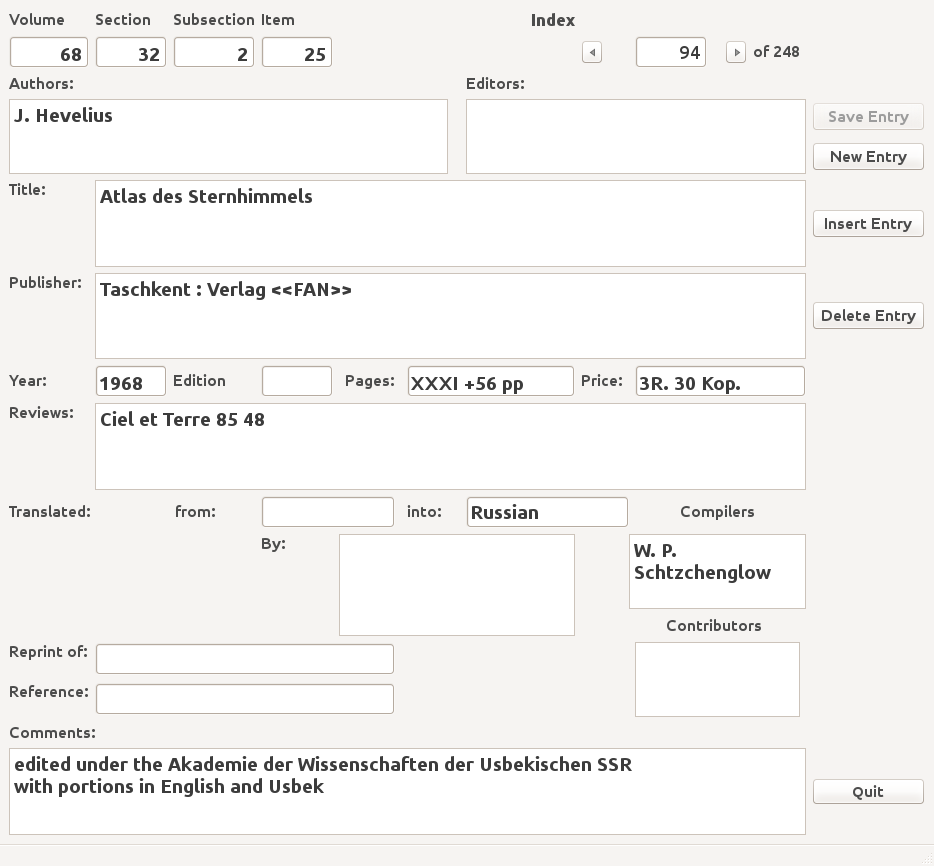 Volume Section Subsection Item Index
68 32 2 25 94 of 248
Authors: Editors:
J. Hevelius
Save Entry
New Entry
Title:
Atlas des Sternhimmels
Insert Entry
Publisher:
Taschkent : Verlag <<FAN>>
Delete Entry
Year: 1968 Edition Pages: XXXI +56 pp Price: 3R. 30 Kop.
Reviews:
Ciel et Terre 85 48
Translated: from: into: Russian Compilers
By:
W. P.
Schtzchenglow
Contributors
Reprint of:
Reference:
Comments:
edited under the Akademie der Wissenschaften der Usbekischen SSR
with portions in English and Usbek
Quit